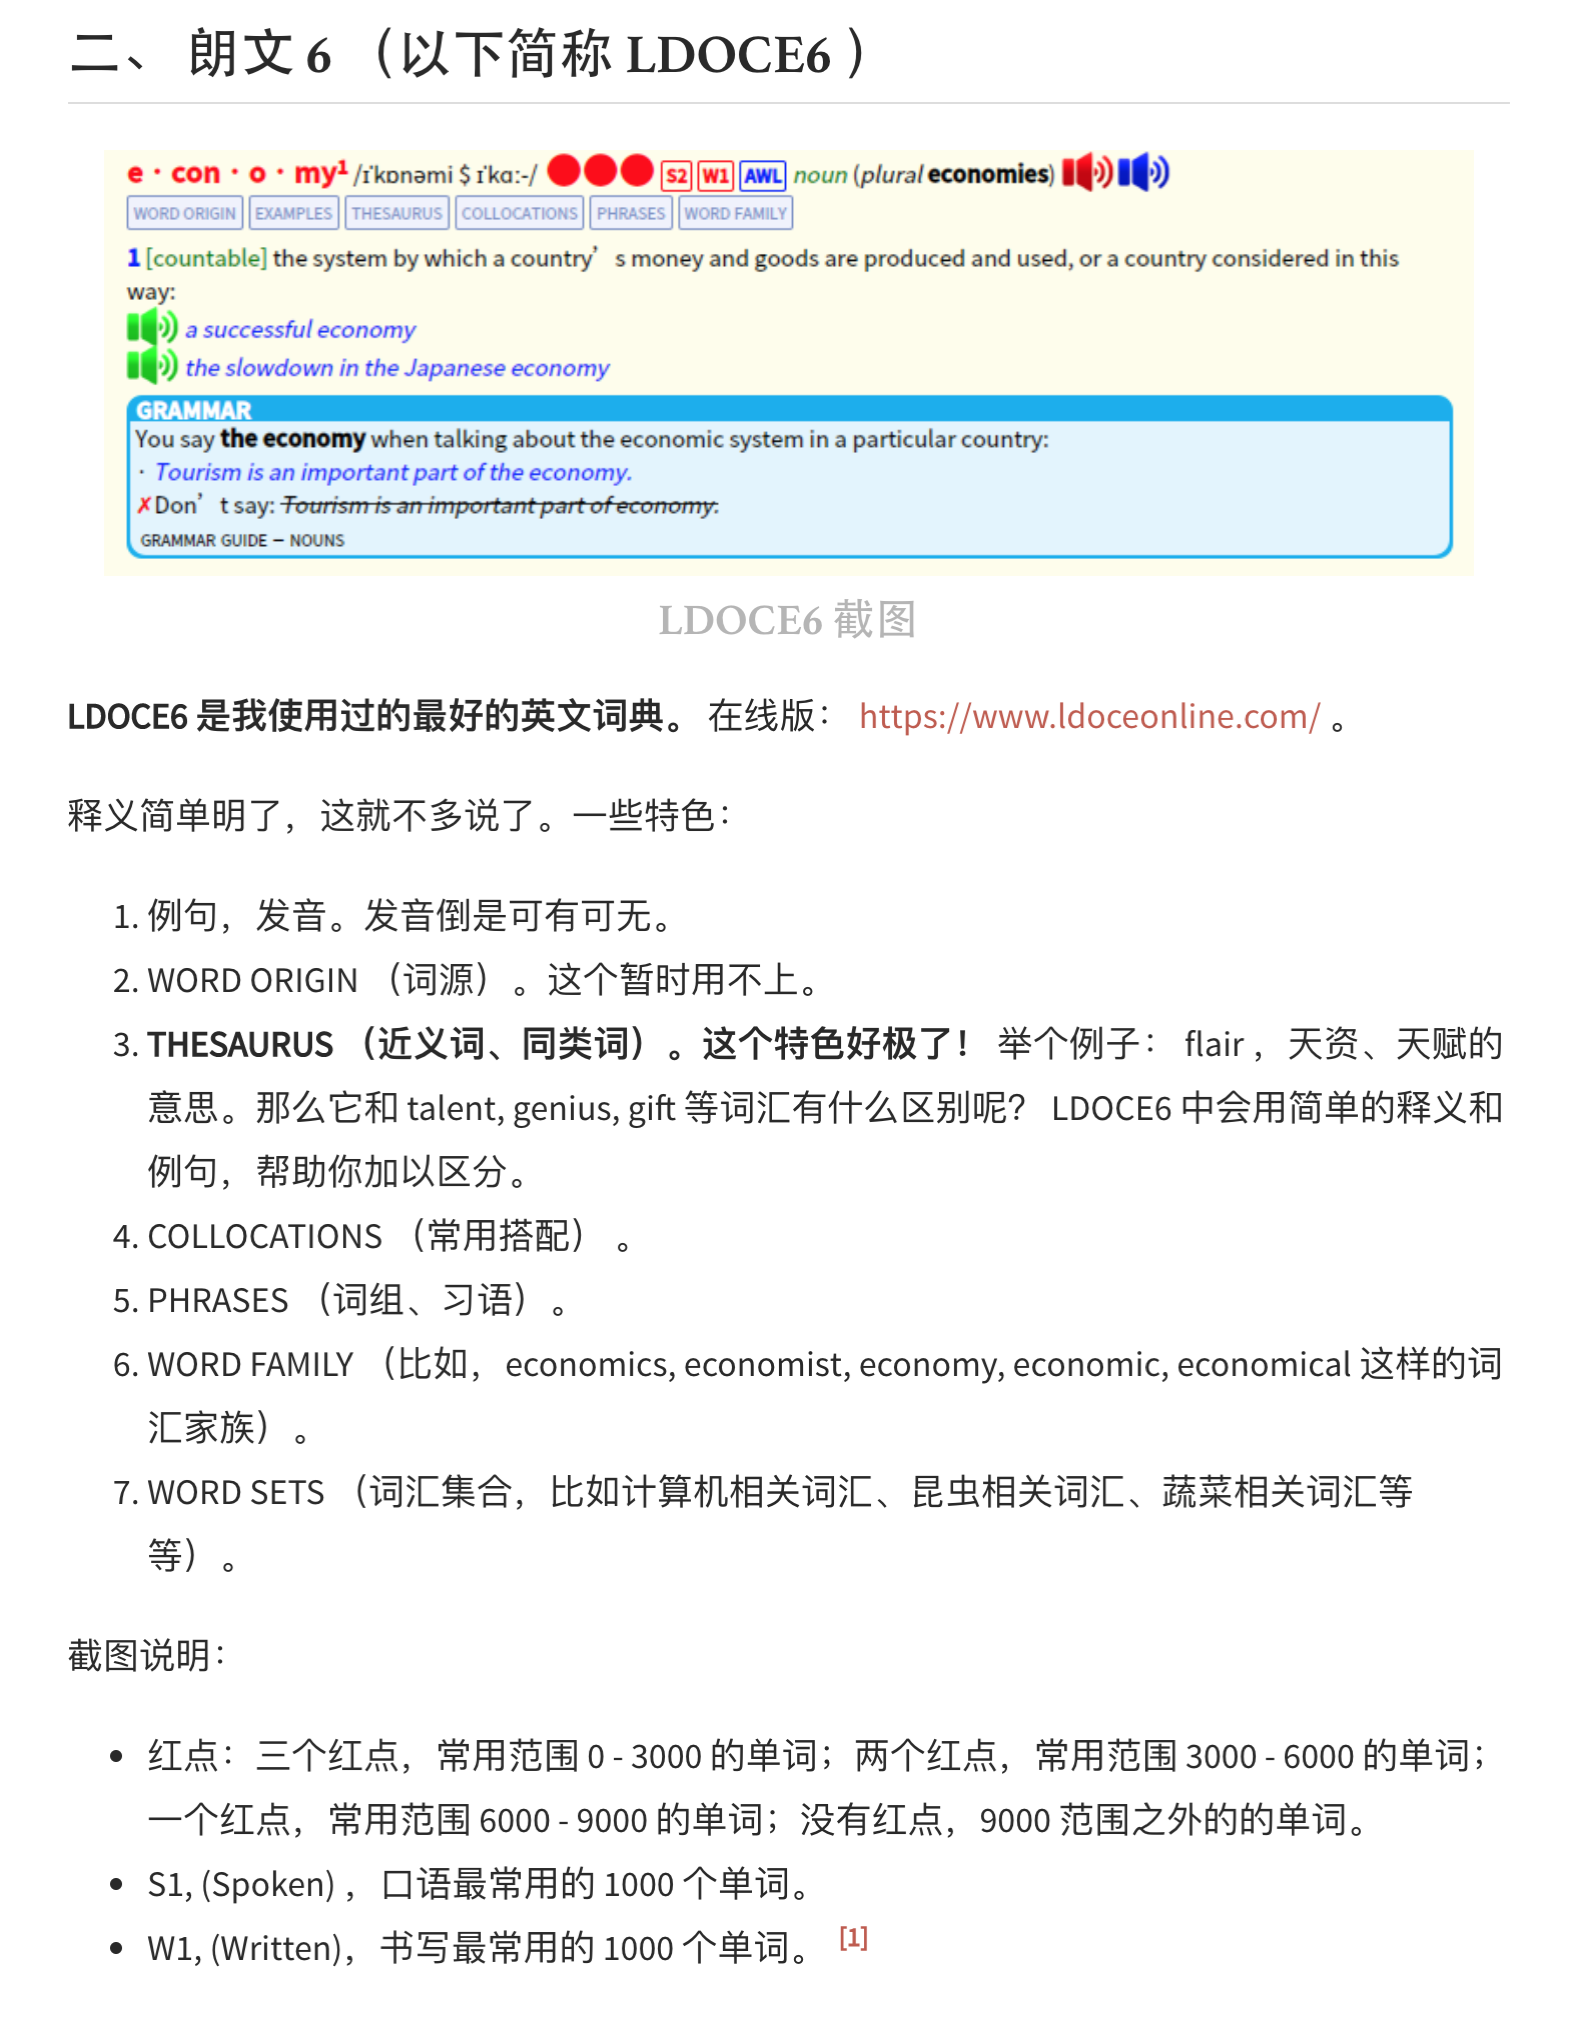 二、 朗文 6 （以下简称 LDOCE6 ）
e · con · o · my¹ /ɪˈkɒnəmi $ ɪˈkɑː-/ S2 W1 AWL noun (plural economies)
WORD ORIGIN EXAMPLES THESAURUS COLLOCATIONS PHRASES WORD FAMILY
1 [countable] the system by which a country’s money and goods are produced and used, or a country considered in this
way:
a successful economy
the slowdown in the Japanese economy
GRAMMAR
You say the economy when talking about the economic system in a particular country:
· Tourism is an important part of the economy.
✗Don’t say: Tourism is an important part of economy.
GRAMMAR GUIDE – NOUNS
LDOCE6 截图
LDOCE6 是我使用过的最好的英文词典。 在线版： https://www.ldoceonline.com/ 。
释义简单明了，这就不多说了。一些特色：
1. 例句，发音。发音倒是可有可无。
2. WORD ORIGIN （词源）。这个暂时用不上。
3. THESAURUS （近义词、同类词）。这个特色好极了！ 举个例子： flair ，天资、天赋的
意思。那么它和 talent, genius, gift 等词汇有什么区别呢？ LDOCE6 中会用简单的释义和
例句，帮助你加以区分。
4. COLLOCATIONS （常用搭配） 。
5. PHRASES （词组、习语）。
6. WORD FAMILY （比如，economics, economist, economy, economic, economical 这样的词
汇家族）。
7. WORD SETS （词汇集合，比如计算机相关词汇、昆虫相关词汇、蔬菜相关词汇等
等）。
截图说明：
• 红点：三个红点，常用范围 0 - 3000 的单词；两个红点，常用范围 3000 - 6000 的单词；
一个红点，常用范围 6000 - 9000 的单词；没有红点，9000 范围之外的的单词。
• S1, (Spoken) ，口语最常用的 1000 个单词。
• W1, (Written)，书写最常用的 1000 个单词。 [1]